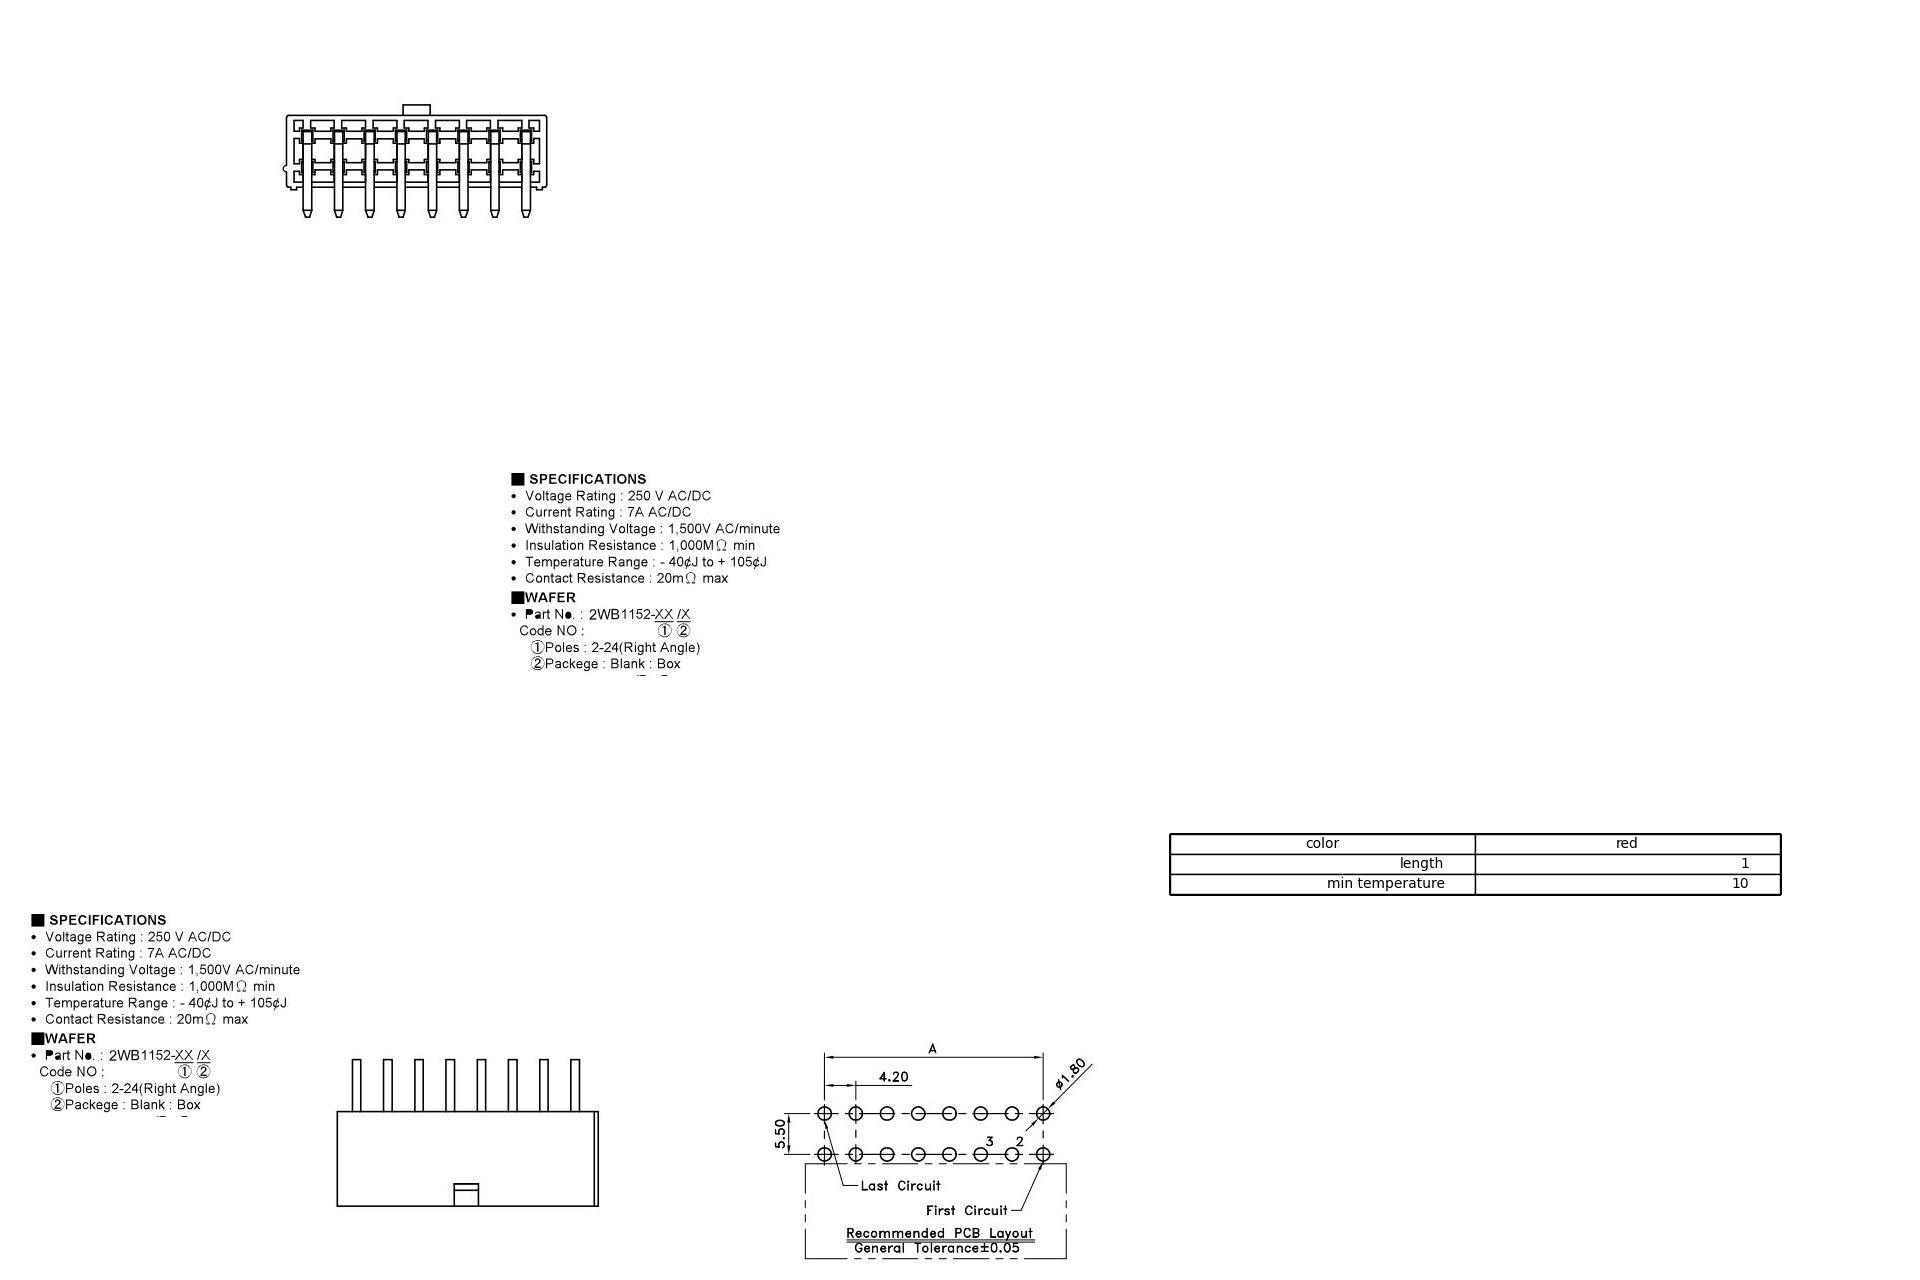 ■ SPECIFICATIONS
• Voltage Rating : 250 V AC/DC
• Current Rating : 7A AC/DC
• Withstanding Voltage : 1,500V AC/minute
• Insulation Resistance : 1,000MΩ min
• Temperature Range : - 40¢J to + 105¢J
• Contact Resistance : 20mΩ max
■WAFER
• Part No. : 2WB1152-XX /X
Code NO : ① ②
①Poles : 2-24(Right Angle)
②Packege : Blank : Box
color red
length 1
min temperature 10
■ SPECIFICATIONS
• Voltage Rating : 250 V AC/DC
• Current Rating : 7A AC/DC
• Withstanding Voltage : 1,500V AC/minute
• Insulation Resistance : 1,000MΩ min
• Temperature Range : - 40¢J to + 105¢J
• Contact Resistance : 20mΩ max
■WAFER
• Part No. : 2WB1152-XX /X
Code NO : ① ②
①Poles : 2-24(Right Angle)
②Packege : Blank : Box
A
4.20
ø1.80
5.50
3 2
Last Circuit
First Circuit
Recommended PCB Layout
General Tolerance±0.05